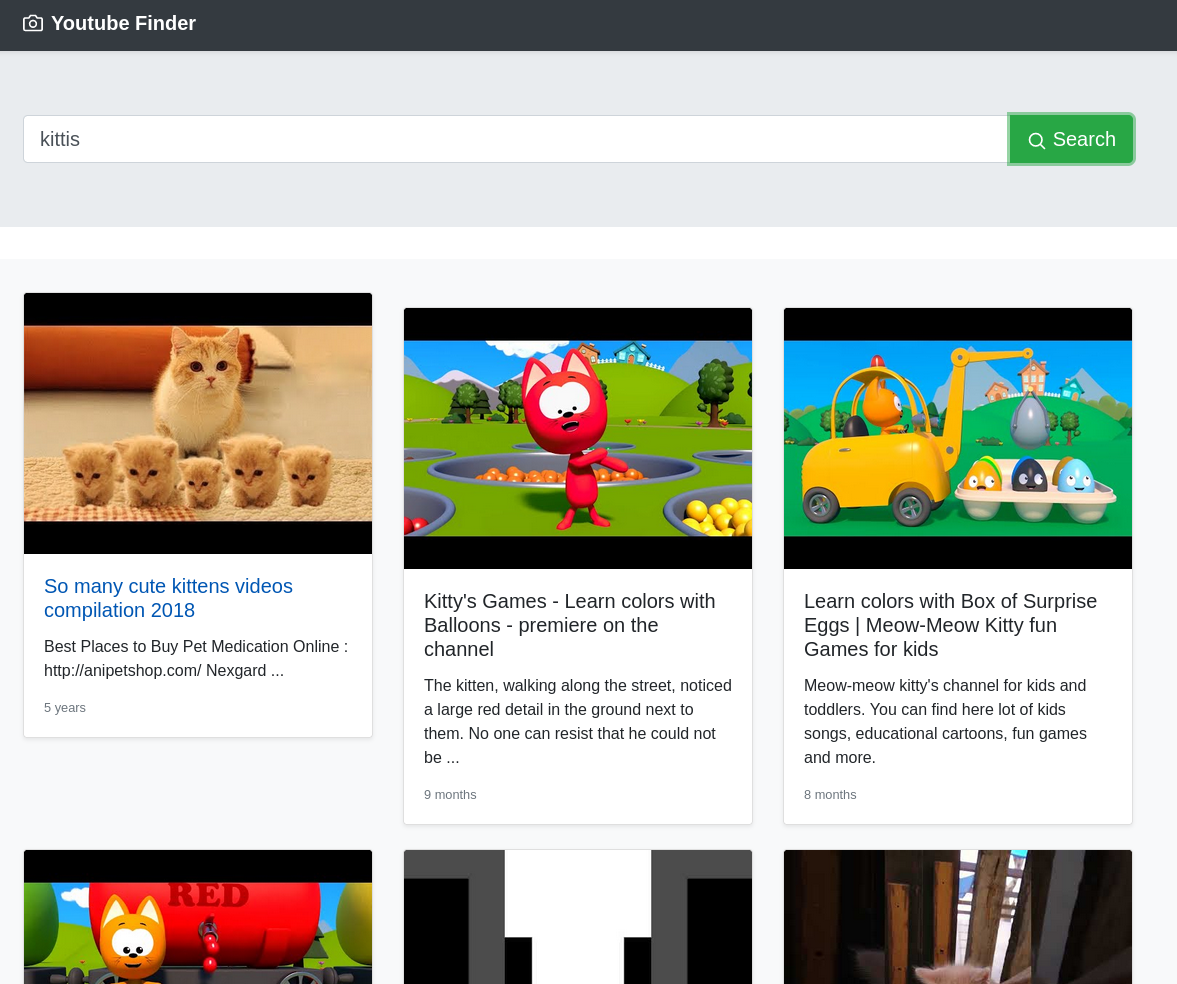 Youtube Finder
kittis
Search
So many cute kittens videos
compilation 2018
Best Places to Buy Pet Medication Online :
http://anipetshop.com/ Nexgard ...
5 years
Kitty's Games - Learn colors with
Balloons - premiere on the
channel
The kitten, walking along the street, noticed
a large red detail in the ground next to
them. No one can resist that he could not
be ...
9 months
Learn colors with Box of Surprise
Eggs | Meow-Meow Kitty fun
Games for kids
Meow-meow kitty's channel for kids and
toddlers. You can find here lot of kids
songs, educational cartoons, fun games
and more.
8 months
RED